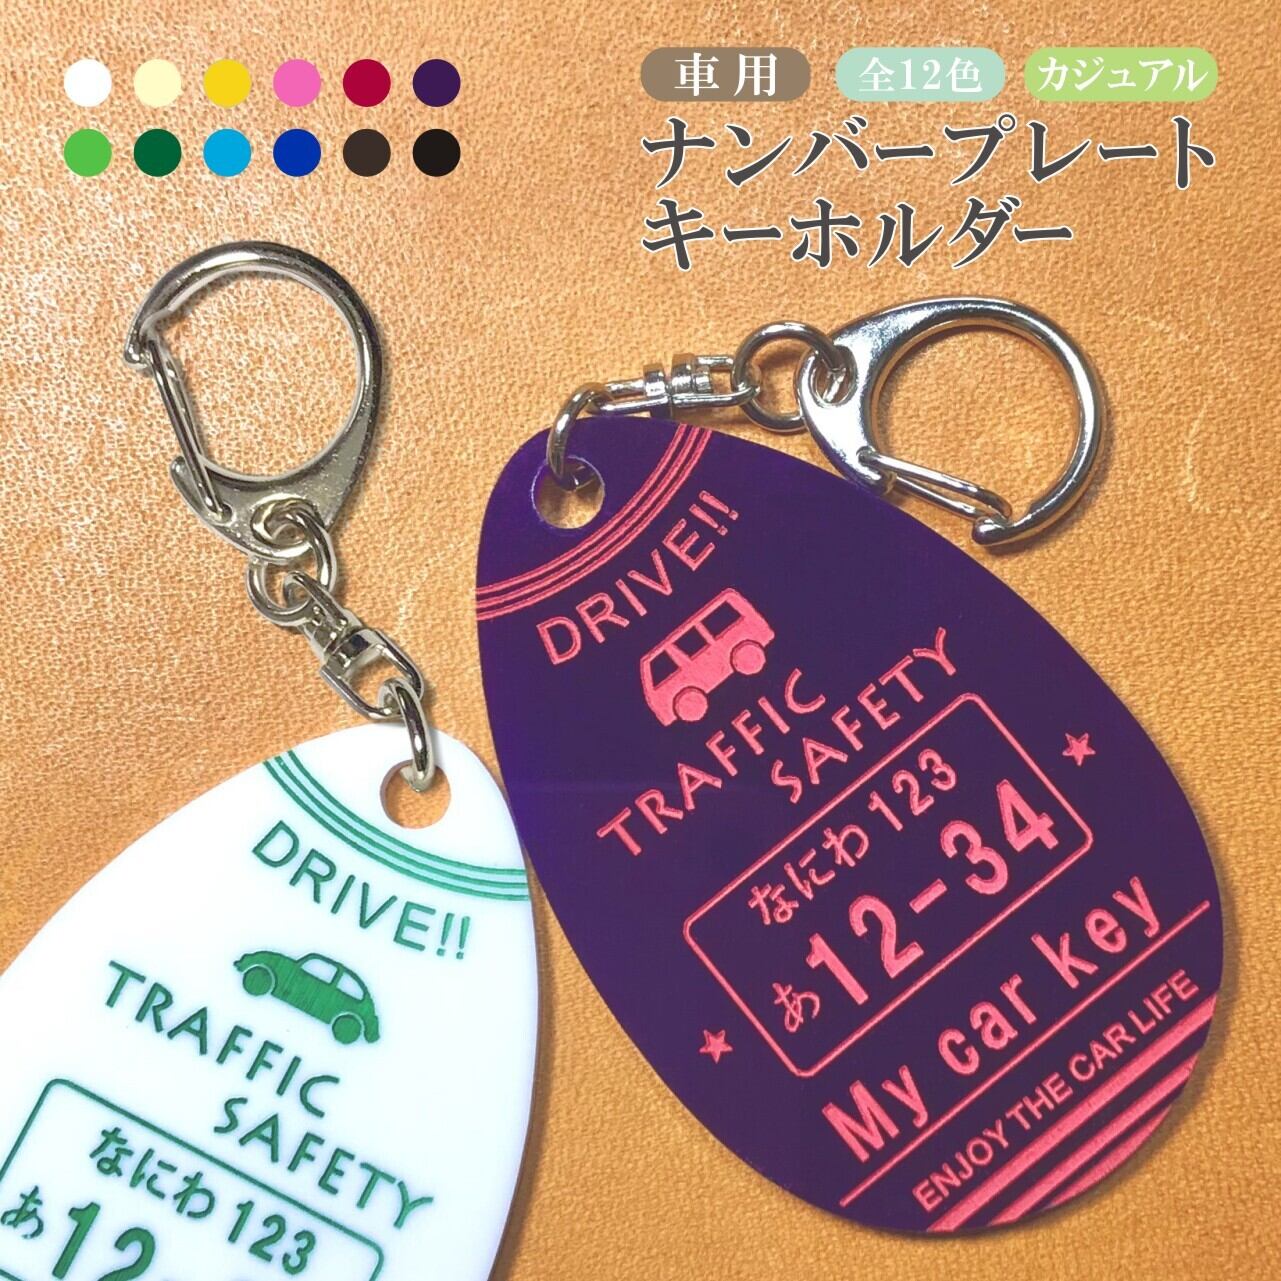 車用 全12色 カジュアル
ナンバープレート
キーホルダー
DRIVE!!
TRAFFIC
SAFETY
なにわ 123
あ 12-34
My car key
ENJOY THE CAR LIFE
DRIVE!!
TRAFFIC
SAFETY
なにわ 123
あ 12-